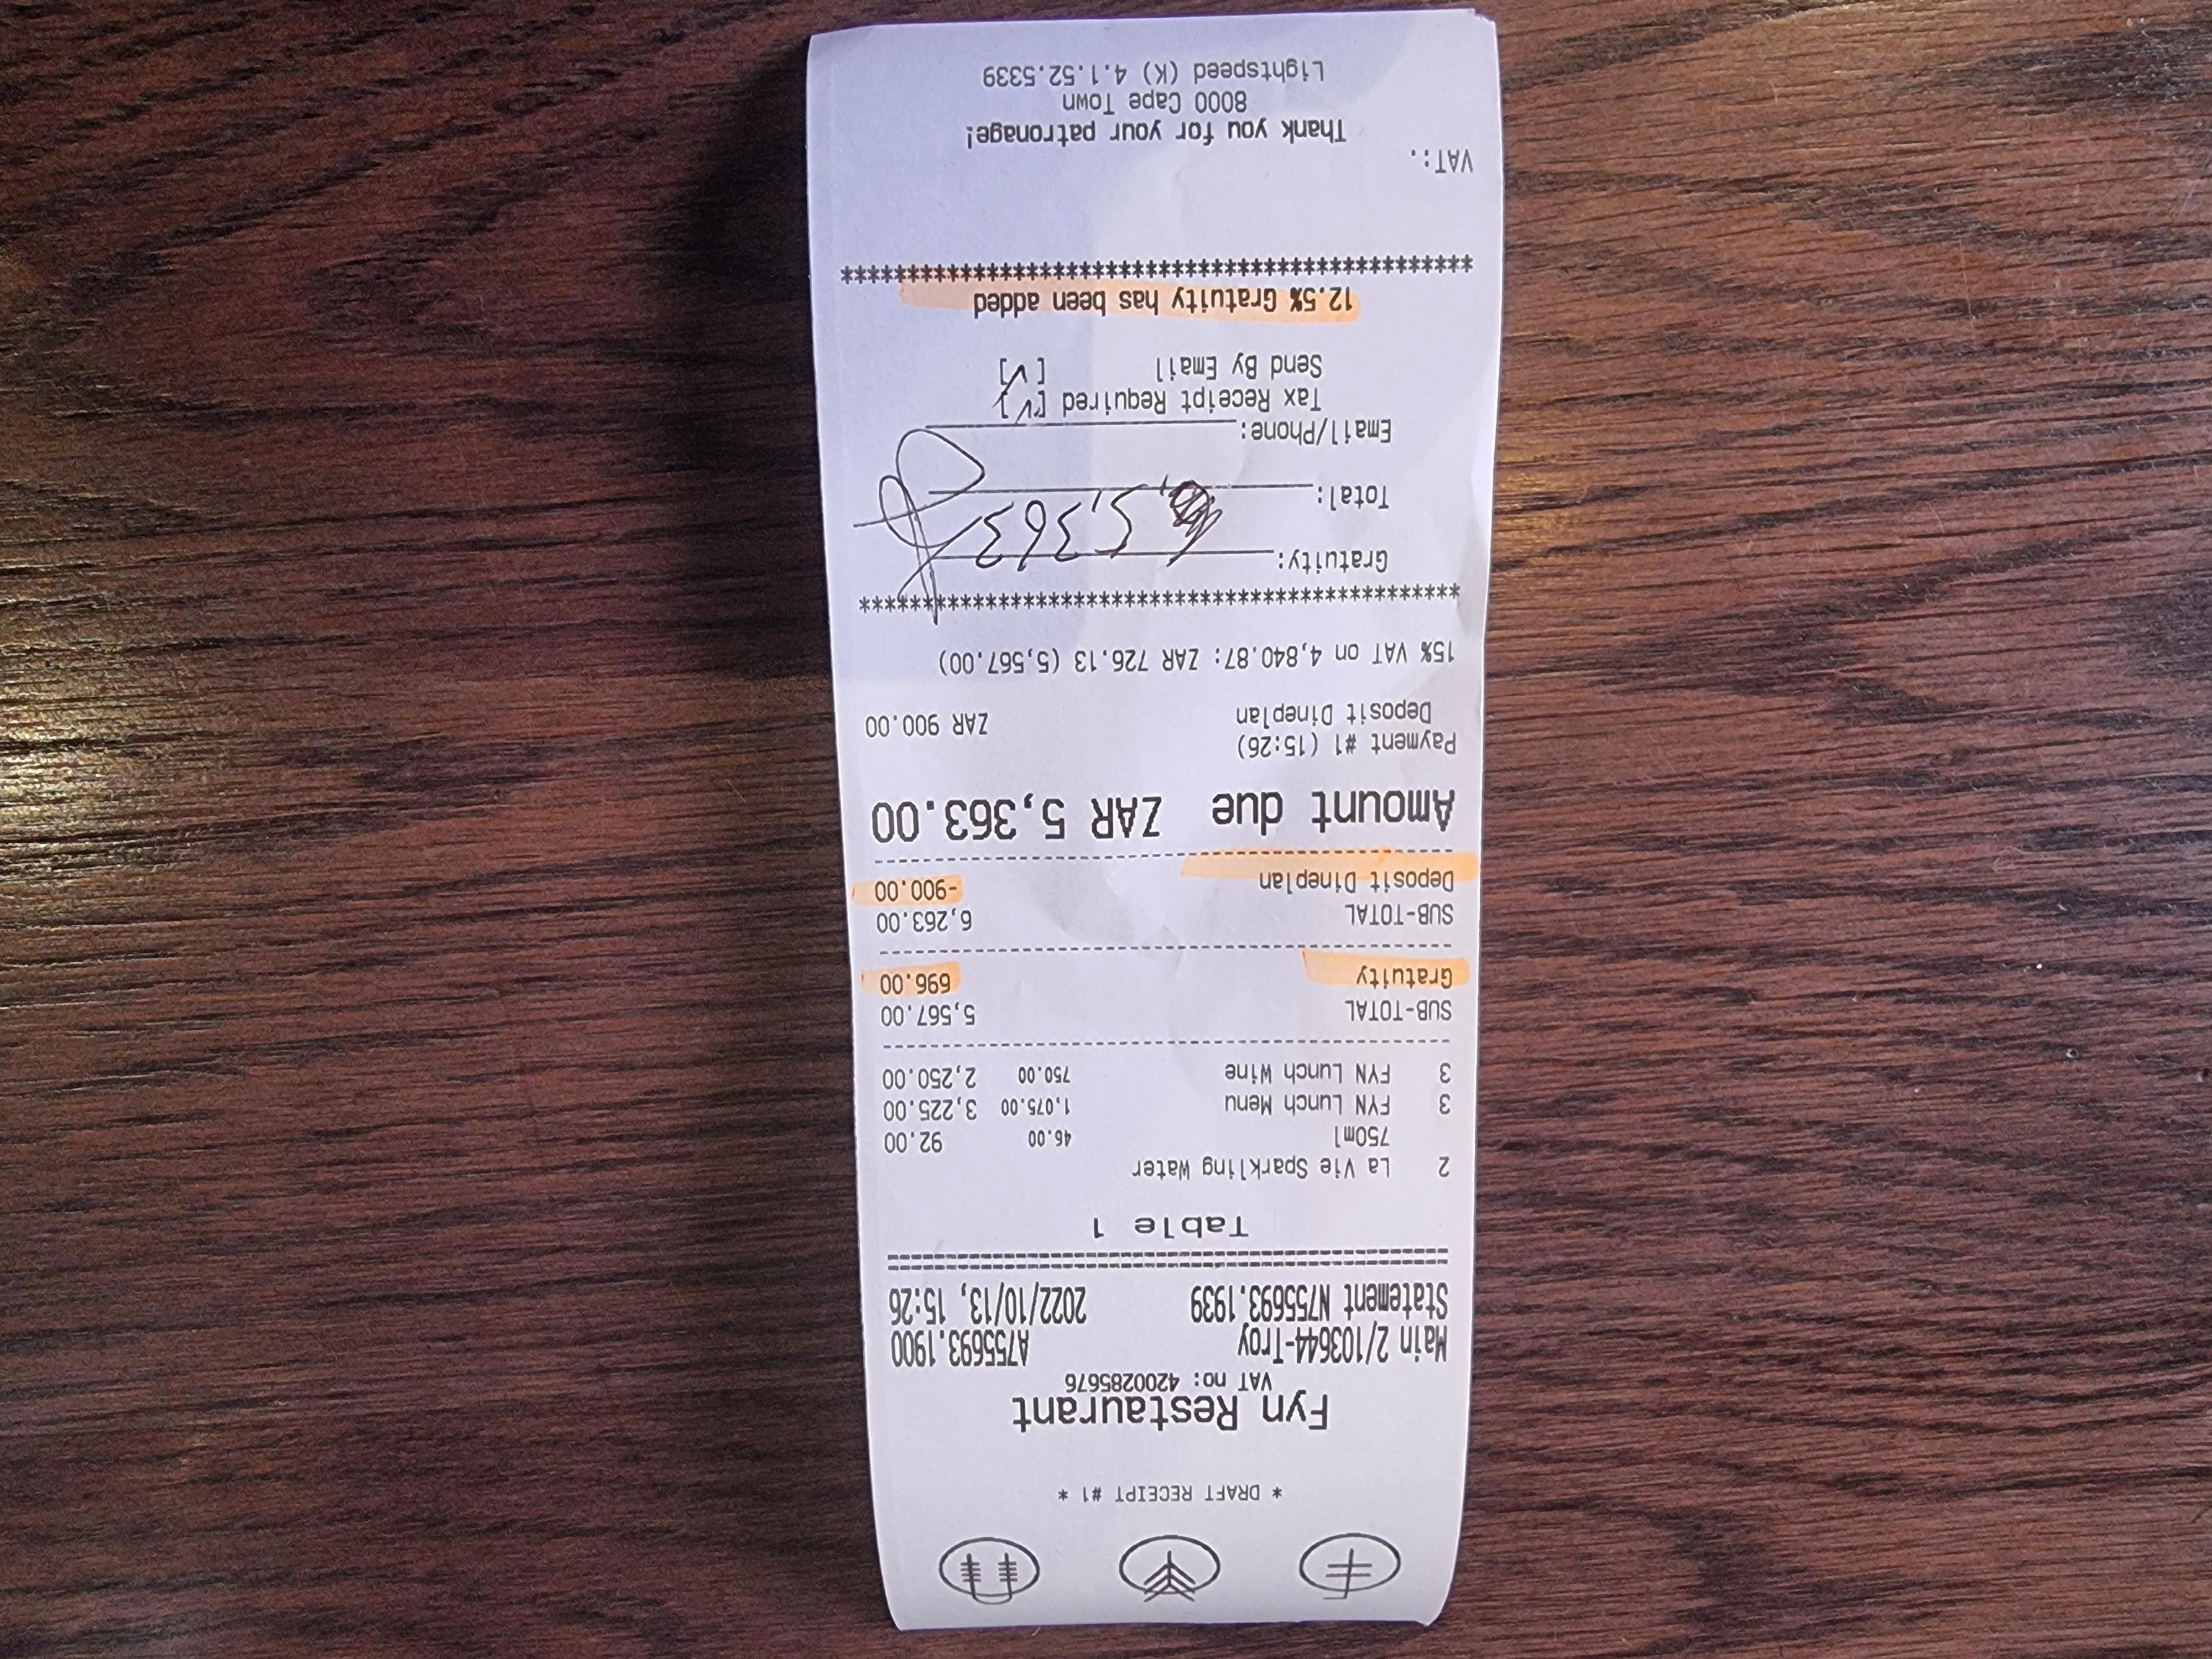 * DRAFT RECEIPT #1 *
Fyn Restaurant
VAT no: 4200285676
Main 2/103644-Troy A755693.1900
Statement N755693.1939 2022/10/13, 15:26
Table 1
2 La Vie Sparkling Water
750ml 46.00 92.00
3 FYN Lunch Menu 1,075.00 3,225.00
3 FYN Lunch Wine 750.00 2,250.00
SUB-TOTAL 5,567.00
Gratuity 696.00
SUB-TOTAL 6,263.00
Deposit Dineplan -900.00
Amount due ZAR 5,363.00
Payment #1 (15:26)
Deposit Dineplan ZAR 900.00
15% VAT on 4,840.87: ZAR 726.13 (5,567.00)
***********************************************************
Gratuity:
Total: 5,363
Email/Phone:
Tax Receipt Required [√]
Send By Email [√]
12.5% Gratuity has been added
***********************************************************
VAT:.
Thank you for your patronage!
8000 Cape Town
Lightspeed (K) 4.1.52.5339